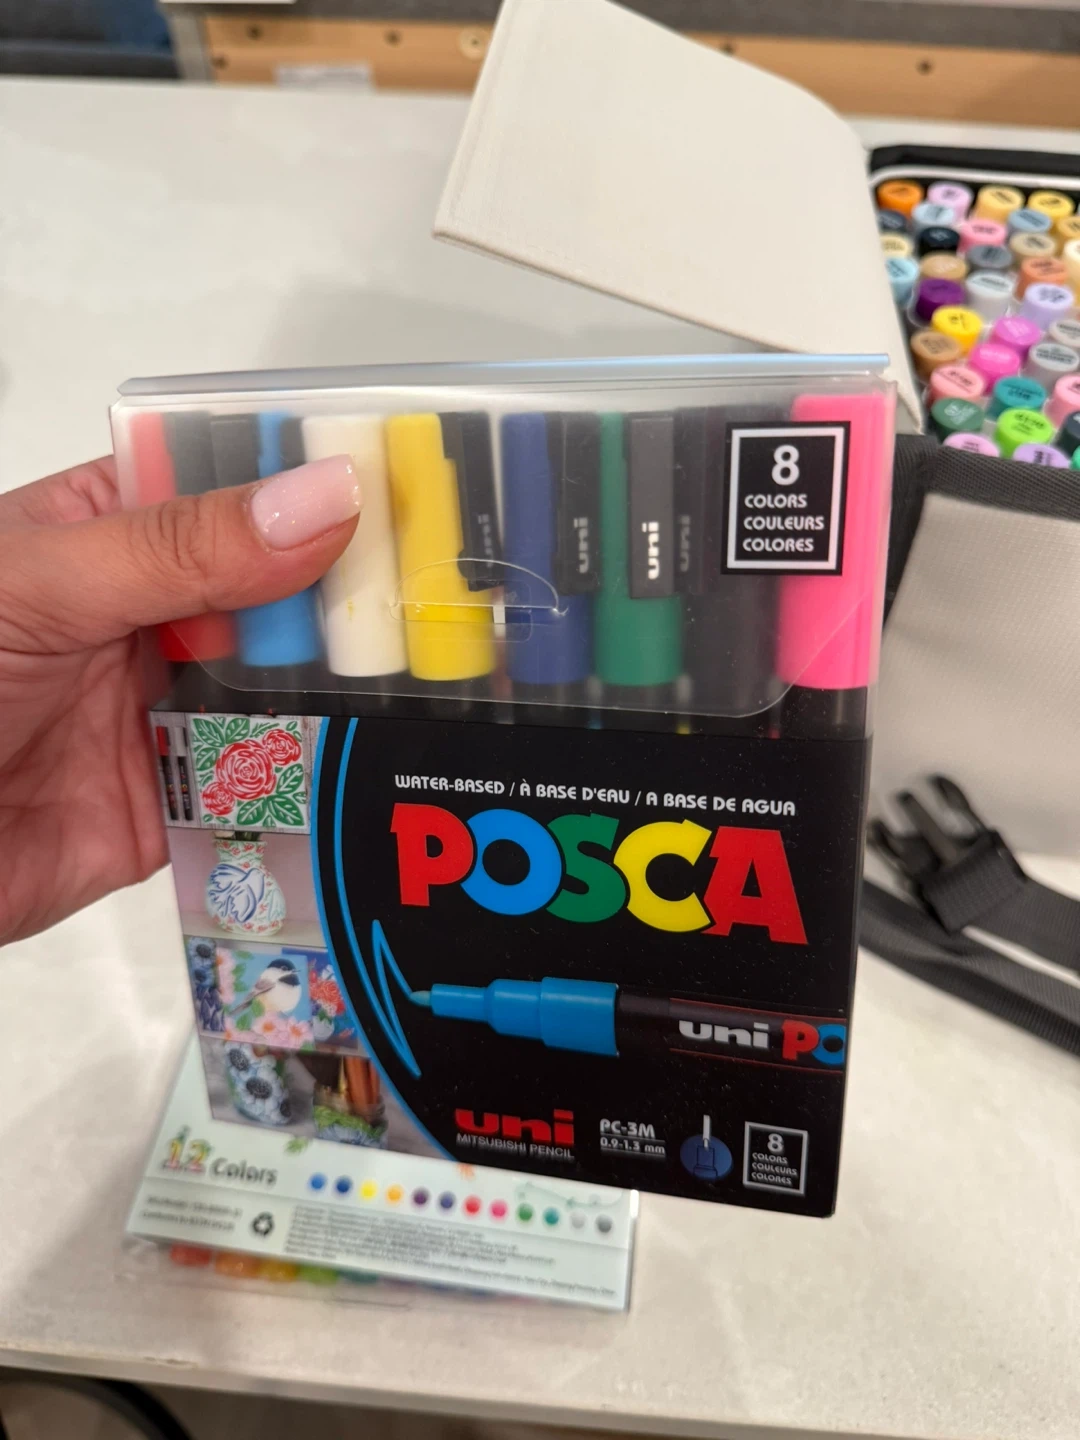 8
COLORS
COULEURS
COLORES
uni
uni
uni
uni
WATER-BASED / À BASE D'EAU / A BASE DE AGUA
POSCA
uni PO
uni
MITSUBISHI PENCIL
PC-3M
0.9-1.3 mm
8
COLORS
COULEURS
COLORES
12 Colors